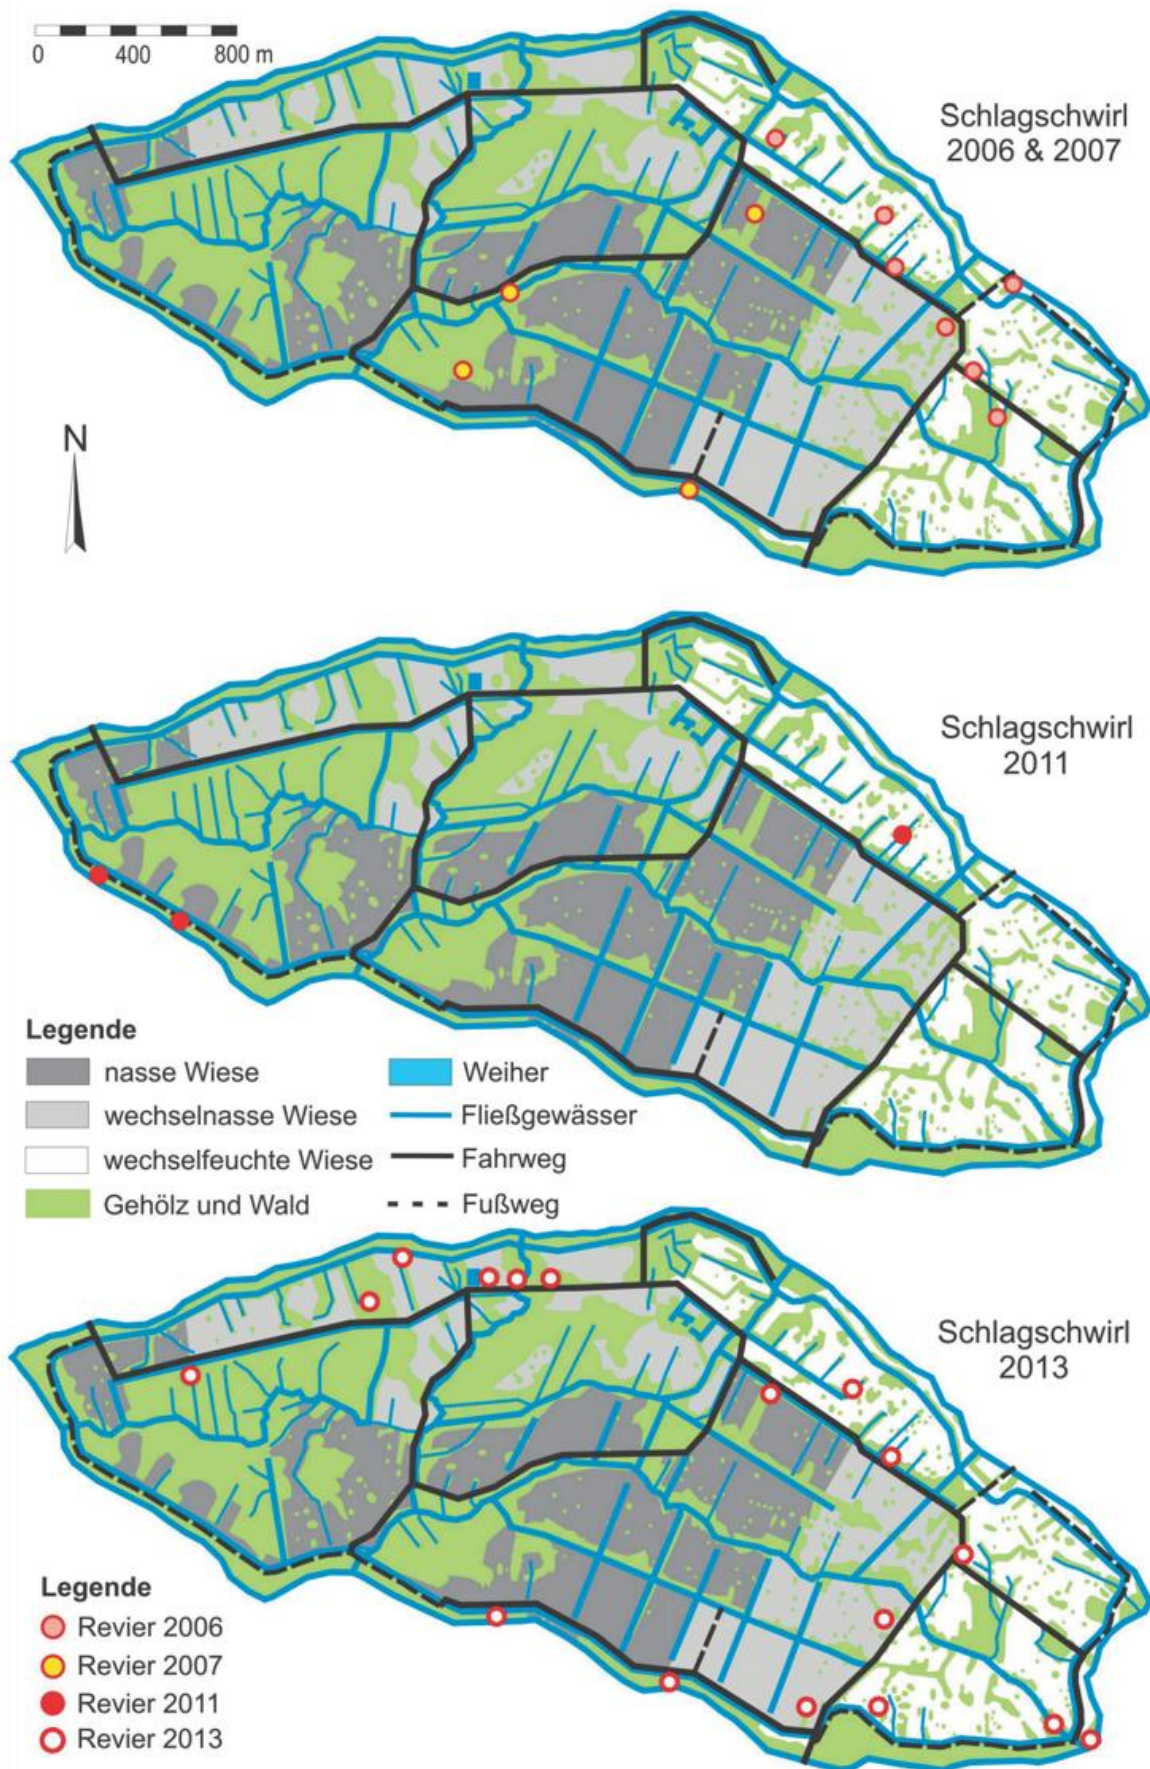 0 400 800 m
Schlagschwirl
2006 & 2007
N
Schlagschwirl
2011
Legende
nasse Wiese
Weiher
wechselnasse Wiese
Fließgewässer
wechselfeuchte Wiese
Fahrweg
Gehölz und Wald
Fußweg
Schlagschwirl
2013
Legende
Revier 2006
Revier 2007
Revier 2011
Revier 2013